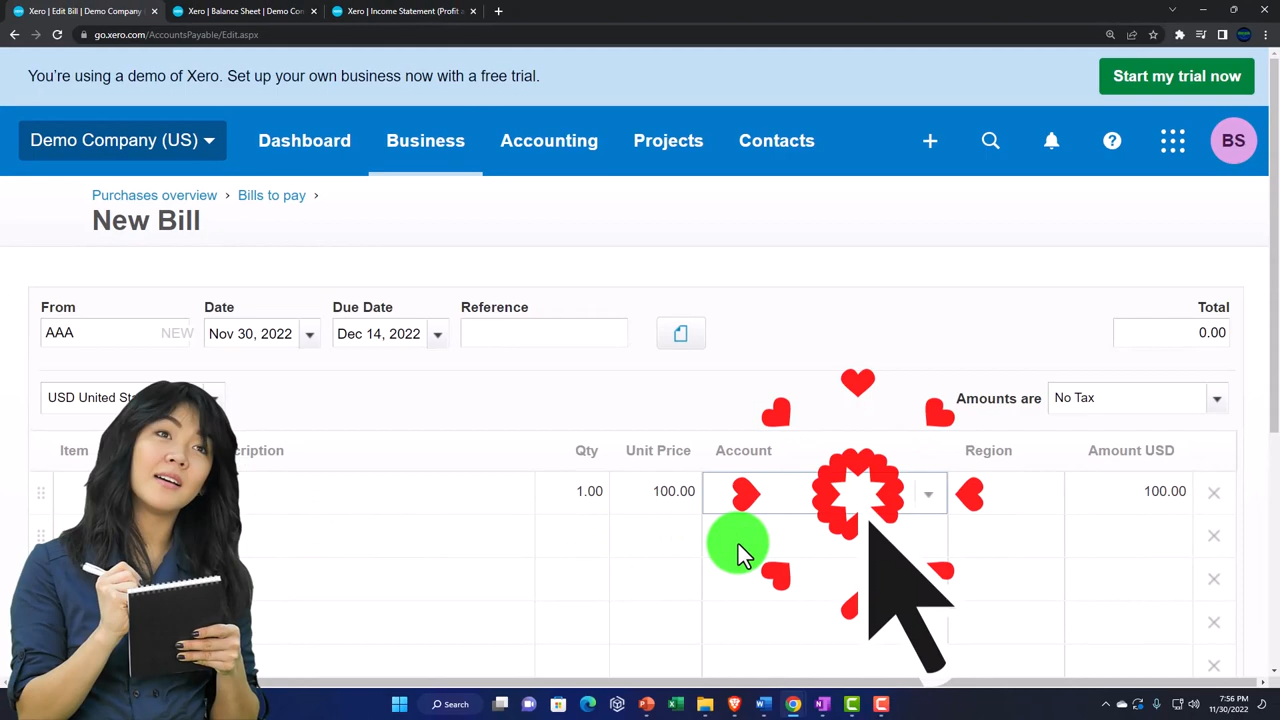 Xero | Edit Bill | Demo Company
Xero | Balance Sheet | Demo Con
Xero | Income Statement (Profit a
go.xero.com/AccountsPayable/Edit.aspx
You're using a demo of Xero. Set up your own business now with a free trial.
Start my trial now
Demo Company (US)
Dashboard
Business
Accounting
Projects
Contacts
BS
Purchases overview › Bills to pay ›
New Bill
From
Date
Due Date
Reference
Total
AAA
NEW
Nov 30, 2022
Dec 14, 2022
0.00
USD United Sta
Amounts are
No Tax
Item
cription
Qty
Unit Price
Account
Region
Amount USD
1.00
100.00
100.00
Search
7:56 PM
11/30/2022